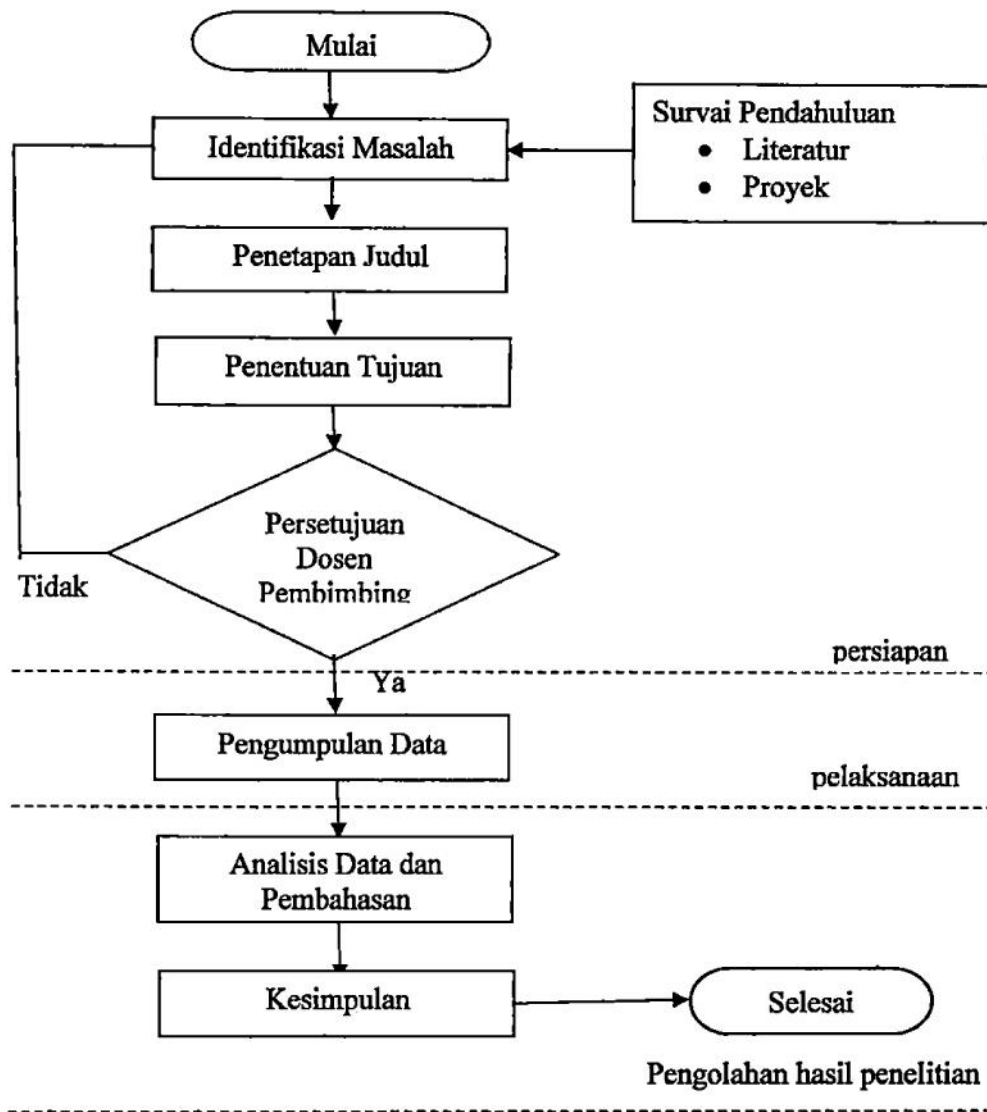 Mulai
Identifikasi Masalah
Survai Pendahuluan
• Literatur
• Proyek
Penetapan Judul
Penentuan Tujuan
Persetujuan
Dosen
Pembimbing
Tidak
persiapan
Ya
Pengumpulan Data
pelaksanaan
Analisis Data dan
Pembahasan
Kesimpulan
Selesai
Pengolahan hasil penelitian